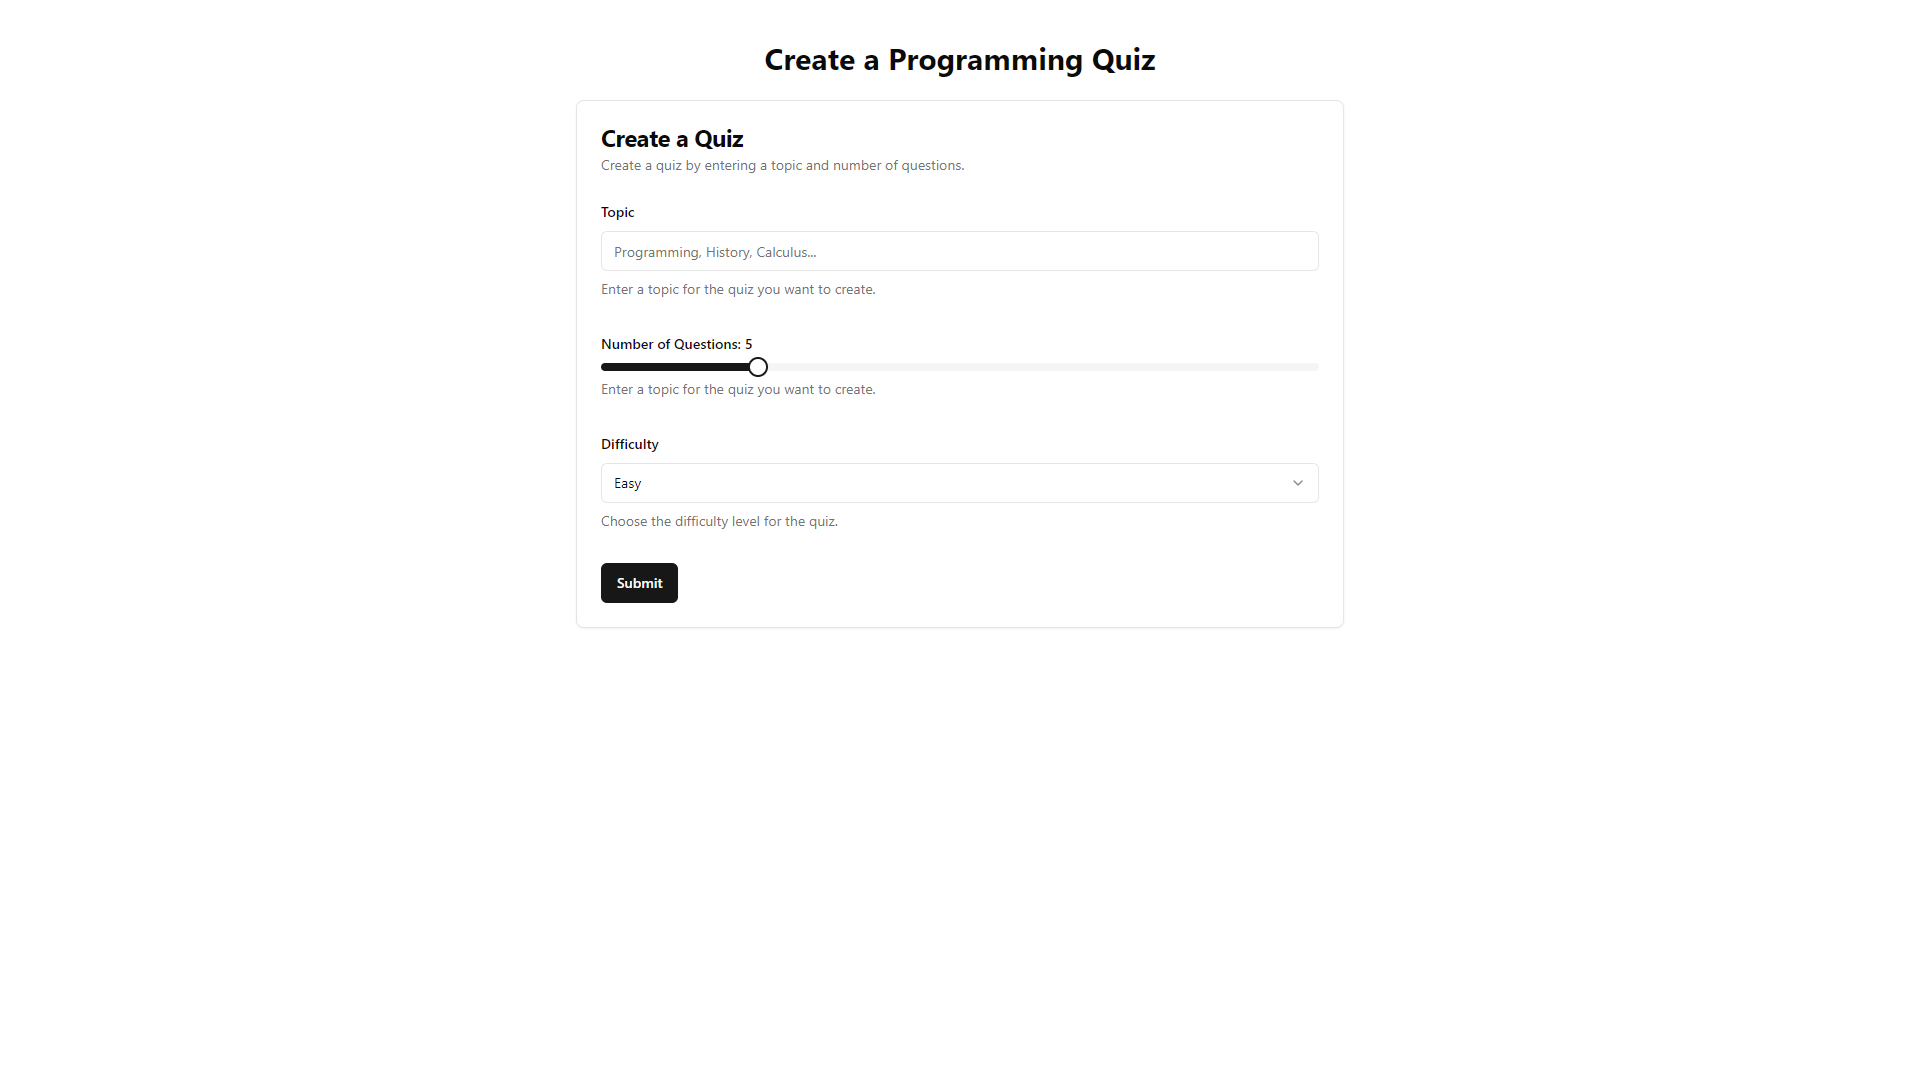 Create a Programming Quiz
Create a Quiz
Create a quiz by entering a topic and number of questions.
Topic
Programming, History, Calculus...
Enter a topic for the quiz you want to create.
Number of Questions: 5
Enter a topic for the quiz you want to create.
Difficulty
Easy
Choose the difficulty level for the quiz.
Submit